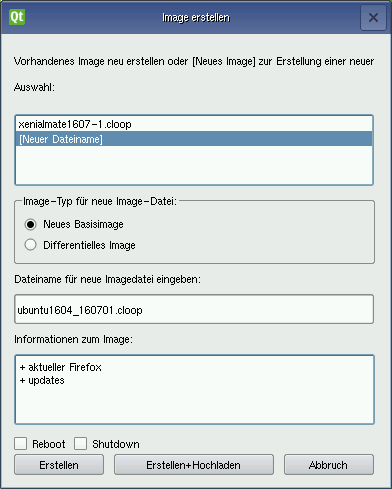 Qt Image erstellen
Vorhandenes Image neu erstellen oder [Neues Image] zur Erstellung einer neuer
Auswahl:
xenialmate1607-1.cloop
[Neuer Dateiname]
Image-Typ für neue Image-Datei:
Neues Basisimage
Differentielles Image
Dateiname für neue Imagedatei eingeben:
ubuntu1604_160701.cloop
Informationen zum Image:
+ aktueller Firefox
+ updates
Reboot Shutdown
Erstellen Erstellen+Hochladen Abbruch